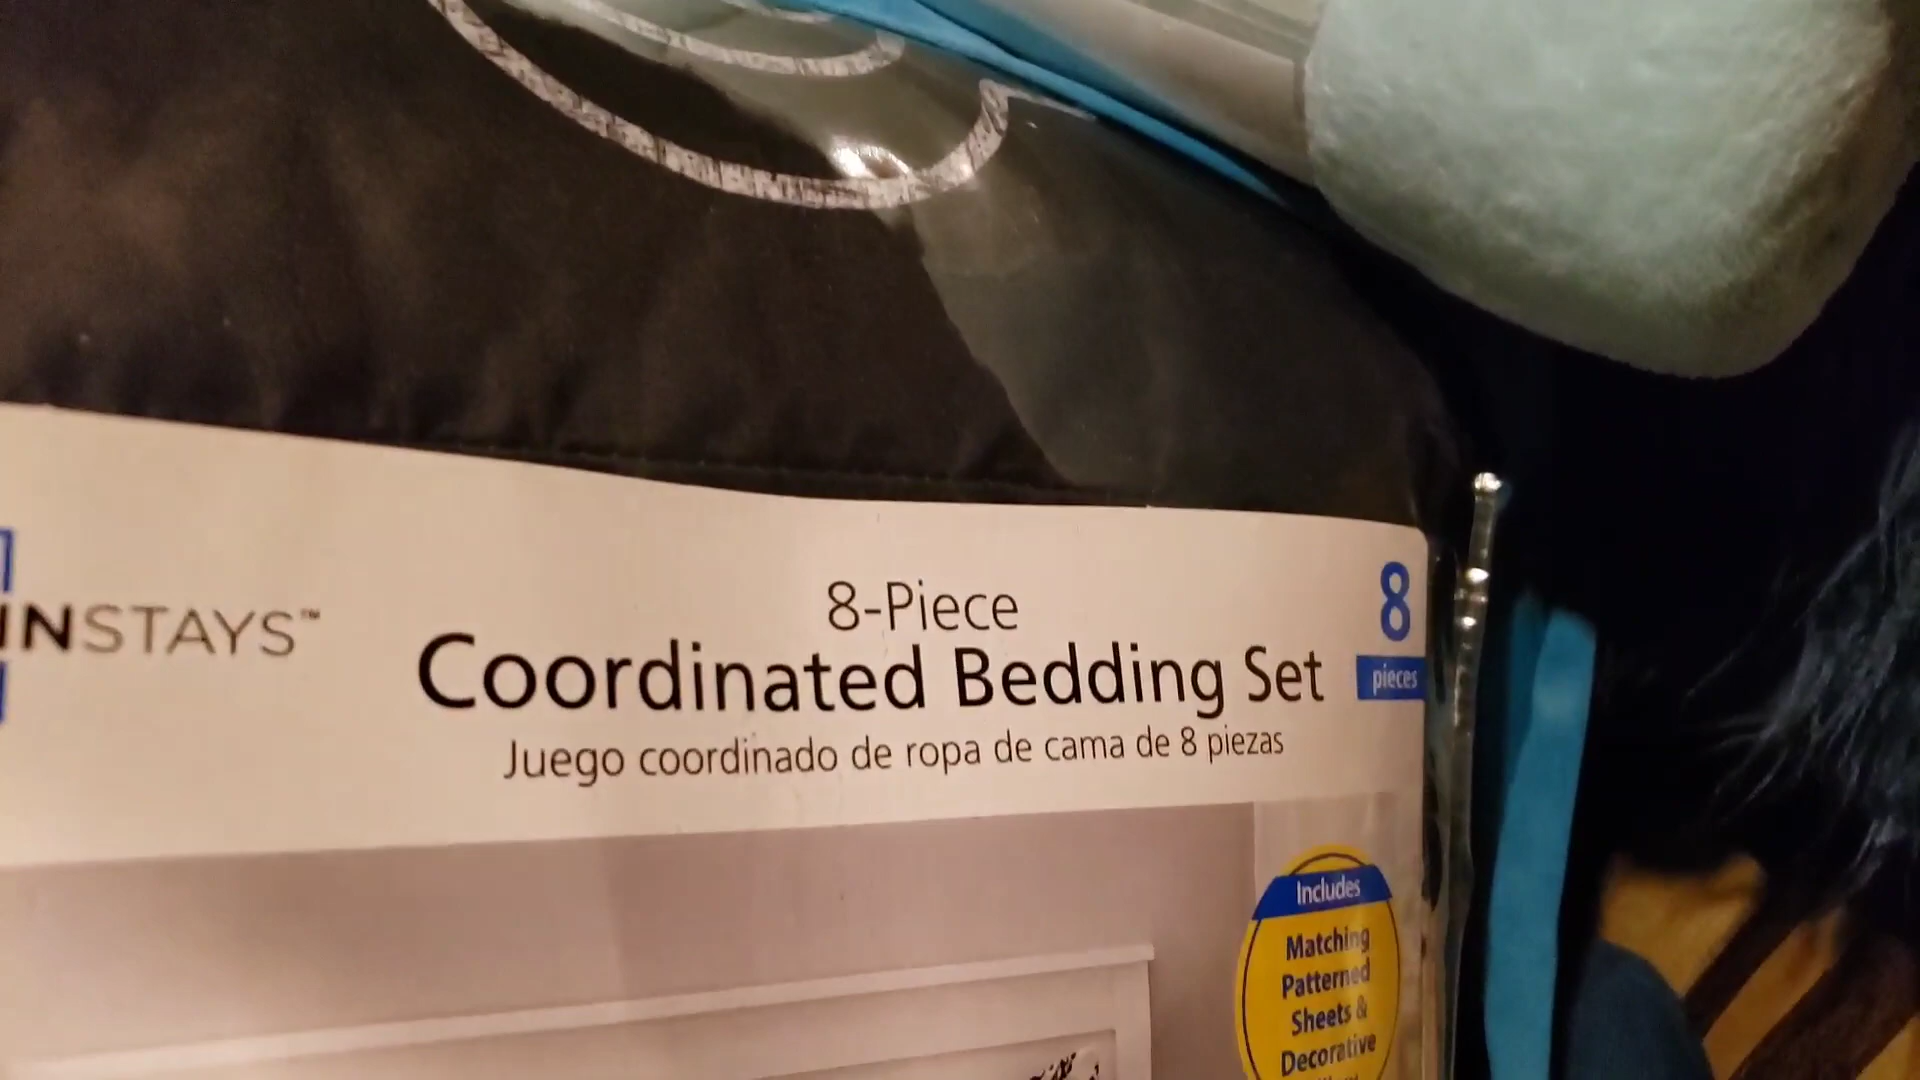 INSTAYS™
8-Piece
Coordinated Bedding Set
Juego coordinado de ropa de cama de 8 piezas
8
pieces
Includes
Matching
Patterned
Sheets &
Decorative